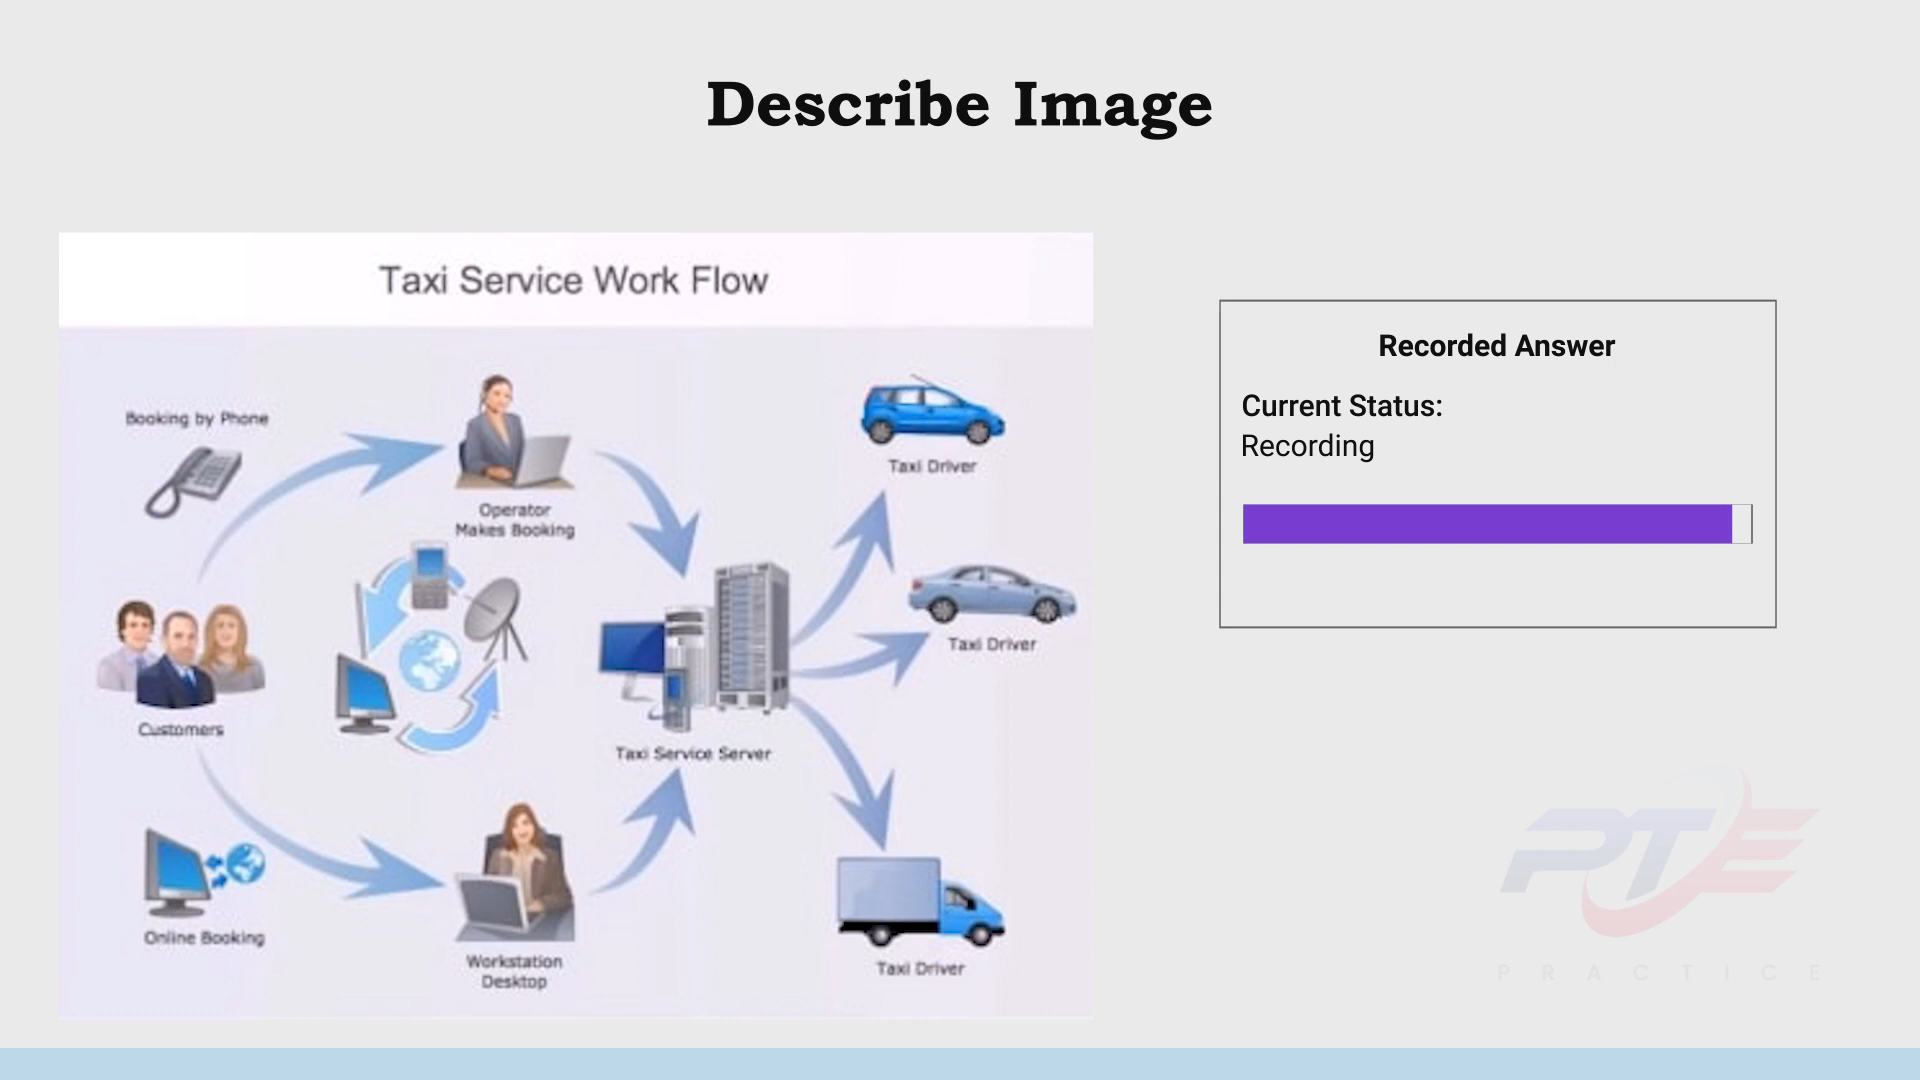 Describe Image
Taxi Service Work Flow
Booking by Phone
Operator
Makes Booking
Taxi Driver
Taxi Driver
Customers
Taxi Service Server
Online Booking
Workstation
Desktop
Taxi Driver
Recorded Answer
Current Status:
Recording
PTE
PRACTICE